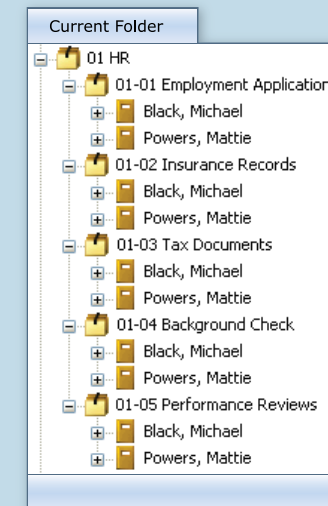 Current Folder
01 HR
01-01 Employment Application
Black, Michael
Powers, Mattie
01-02 Insurance Records
Black, Michael
Powers, Mattie
01-03 Tax Documents
Black, Michael
Powers, Mattie
01-04 Background Check
Black, Michael
Powers, Mattie
01-05 Performance Reviews
Black, Michael
Powers, Mattie